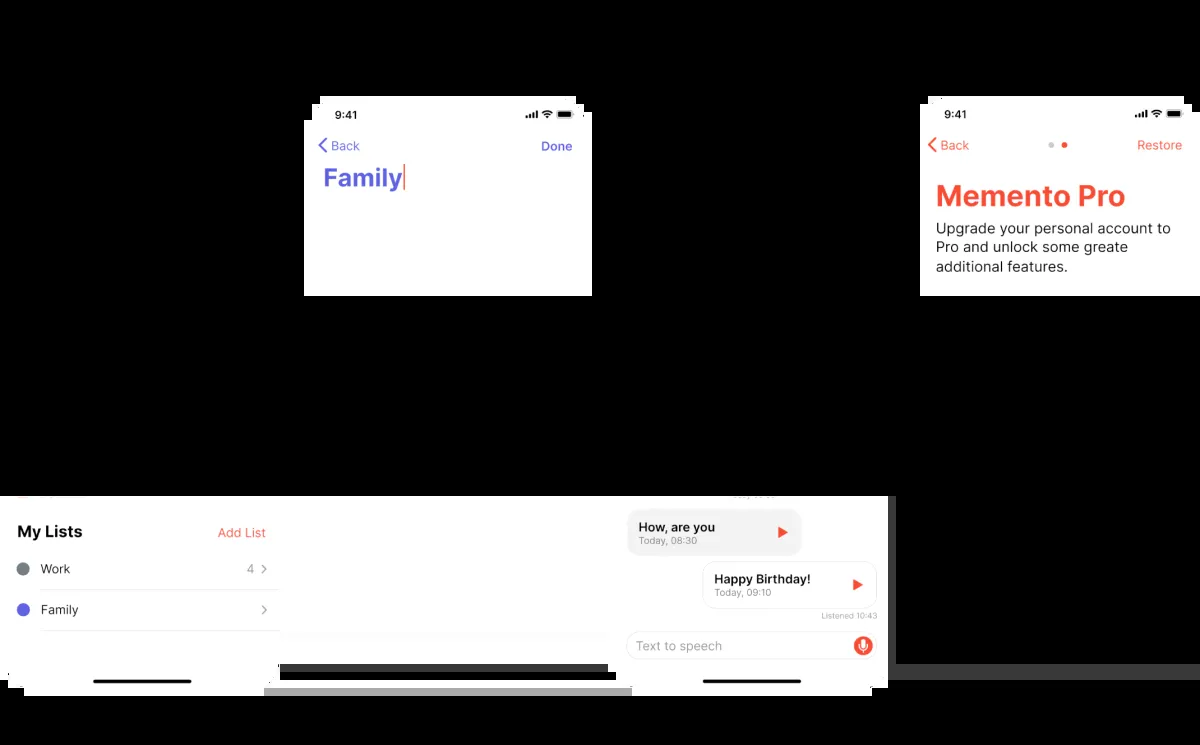 9:41
Back
Done
Family
9:41
Back
Restore
Memento Pro
Upgrade your personal account to
Pro and unlock some greate
additional features.
My Lists
Add List
Work
4
Family
How, are you
Today, 08:30
Happy Birthday!
Today, 09:10
Listened 10:43
Text to speech